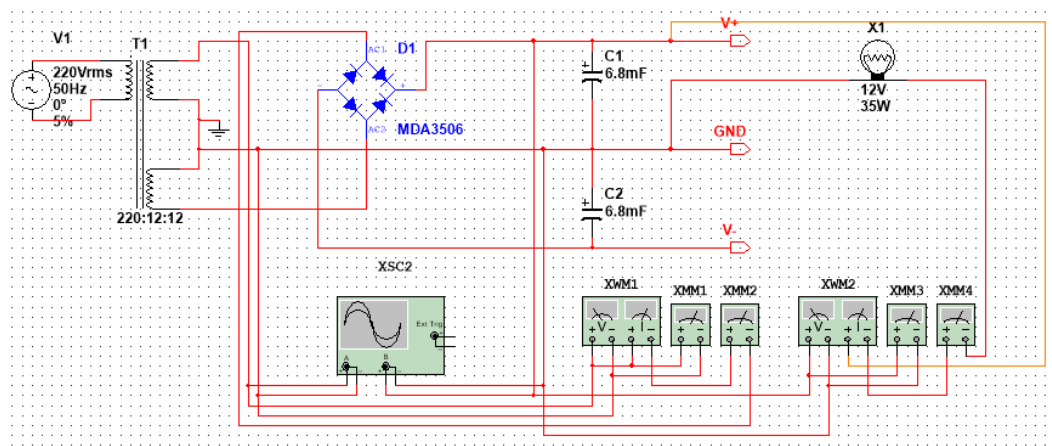 V1
T1
220Vrms
50Hz
0°
5%
220:12:12
AC1
D1
- +
AC2
MDA3506
C1
6.8mF
C2
6.8mF
V+
GND
V-
X1
12V
35W
XSC2
Ext Trig
+
-
A B
+ - + -
XWM1
V I
+ - + -
XMM1
+ -
XMM2
+ -
XWM2
V I
+ - + -
XMM3
+ -
XMM4
+ -